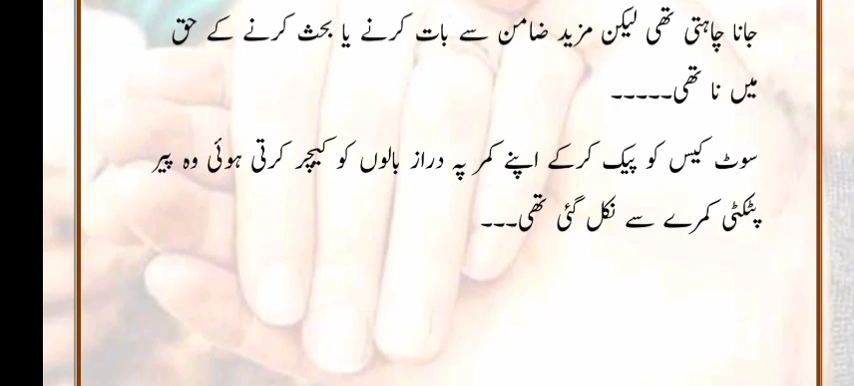 جانا چاہتی تھی لیکن مزید ضامن سے بات کرنے یا بحث کرنے کے حق
میں نا تھی۔۔۔۔۔
سوٹ کیس کو پیک کرکے اپنے کمر پہ دراز بالوں کو کیچر کرتی ہوئی وہ پیر
پٹکتی کمرے سے نکل گئی تھی۔۔۔